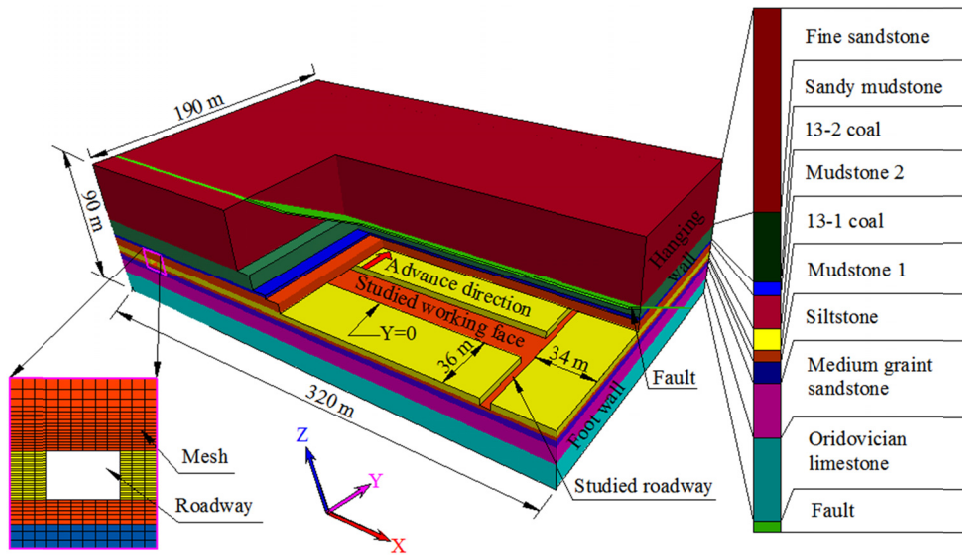 190 m
90 m
320 m
Hanging
wall
Advauce direction
Studied working face
Y=0
36 m
34 m
Foot wall
Fault
Studied roadway
Mesh
Roadway
Z
Y
X
Fine sandstone
Sandy mudstone
13-2 coal
Mudstone 2
13-1 coal
Mudstone 1
Siltstone
Medium graint
sandstone
Oridovician
limestone
Fault